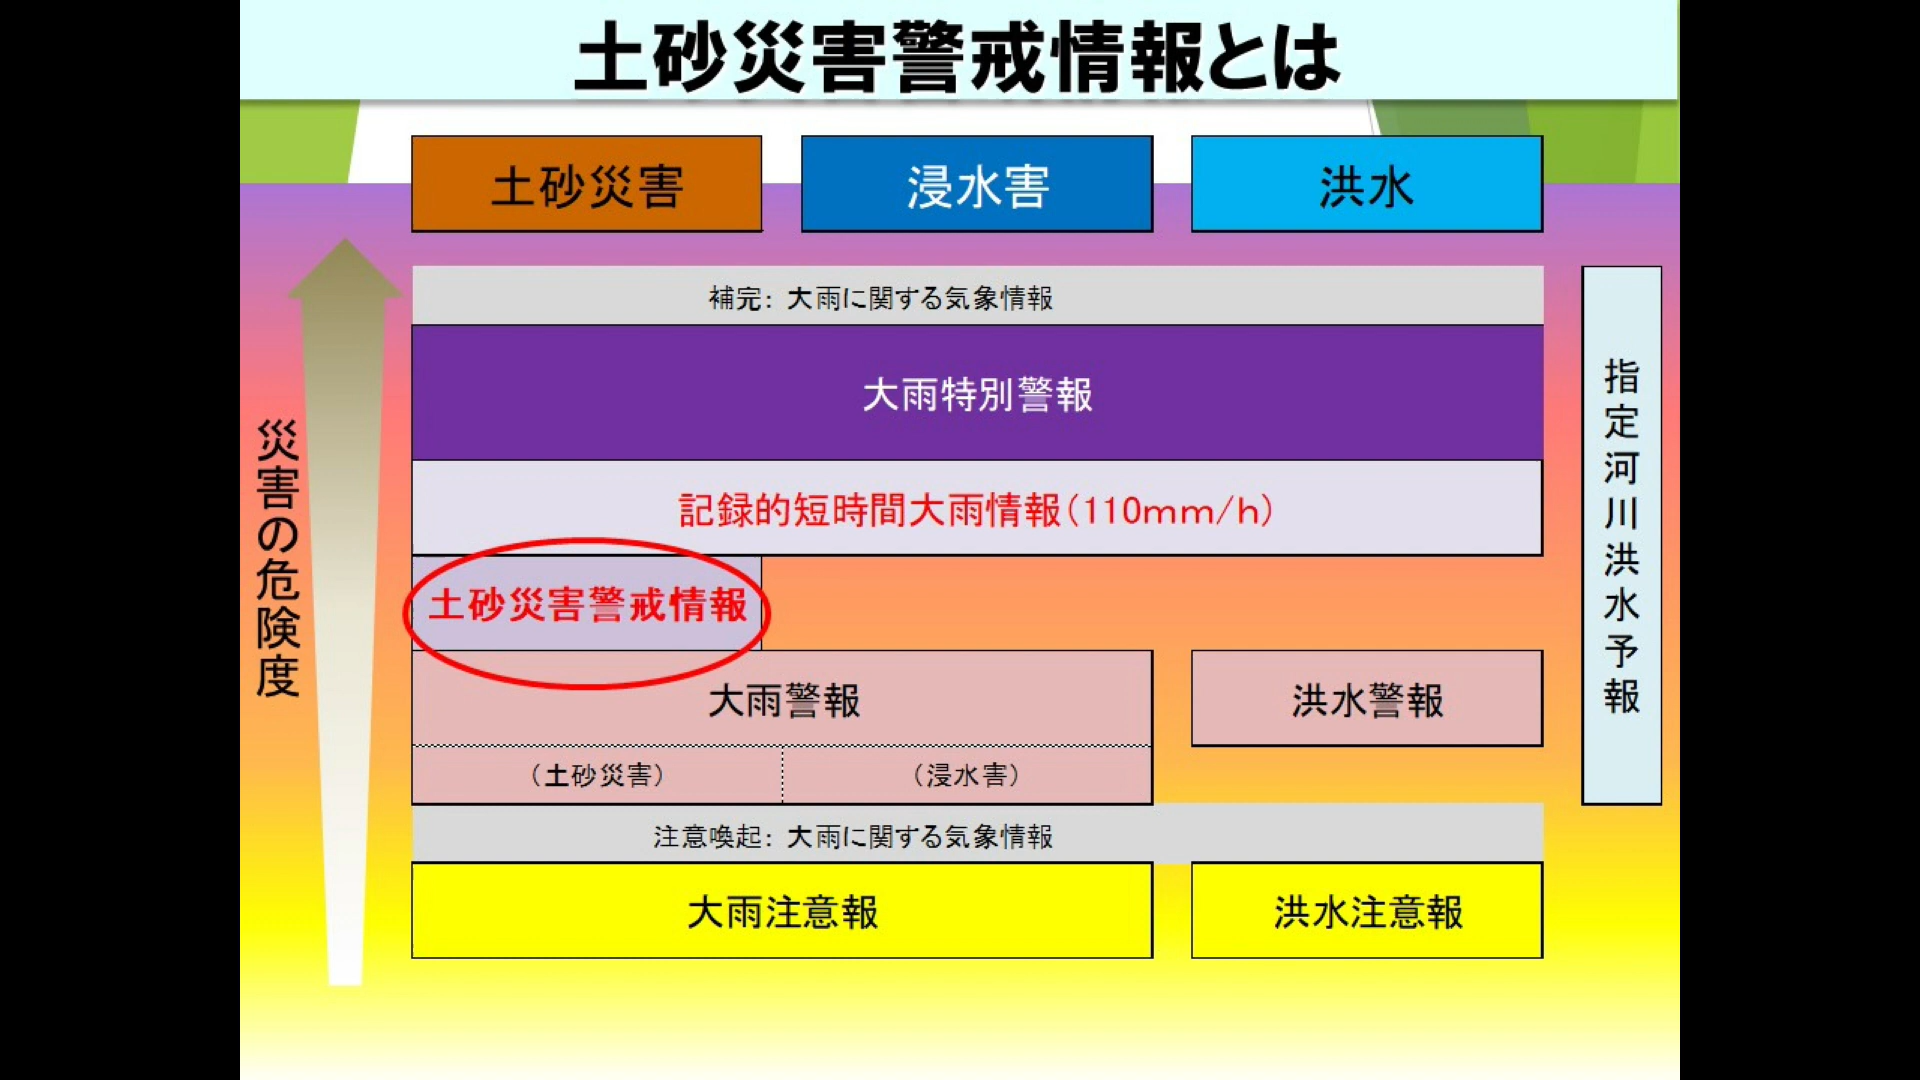 土砂災害警戒情報とは
土砂災害
浸水害
洪水
補完：大雨に関する気象情報
大雨特別警報
記録的短時間大雨情報（110mm/h）
土砂災害警戒情報
大雨警報
洪水警報
（土砂災害）
（浸水害）
注意喚起：大雨に関する気象情報
大雨注意報
洪水注意報
災害の危険度
指定河川洪水予報